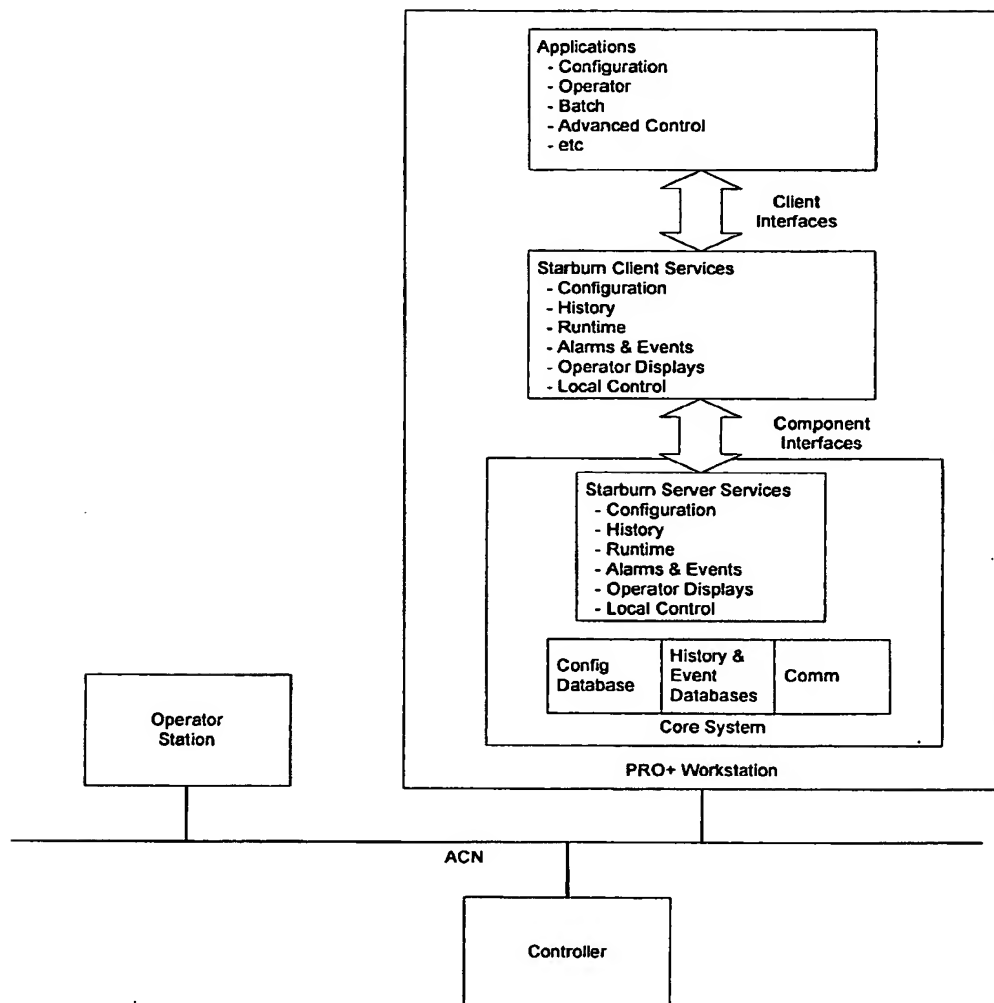 Applications
- Configuration
- Operator
- Batch
- Advanced Control
- etc
Client
Interfaces
Starburn Client Services
- Configuration
- History
- Runtime
- Alarms & Events
- Operator Displays
- Local Control
Component
Interfaces
Starburn Server Services
- Configuration
- History
- Runtime
- Alarms & Events
- Operator Displays
- Local Control
Config
Database
History &
Event
Databases
Comm
Core System
PRO+ Workstation
Operator
Station
ACN
Controller